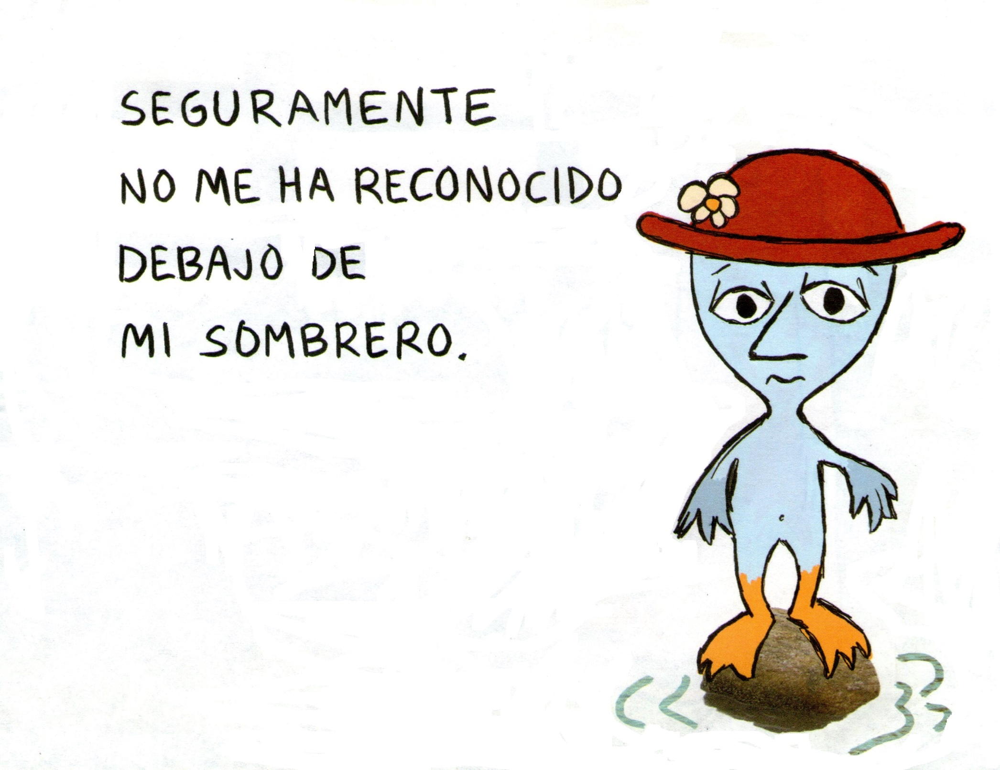 SEGURAMENTE
NO ME HA RECONOCIDO
DEBAJO DE
MI SOMBRERO.